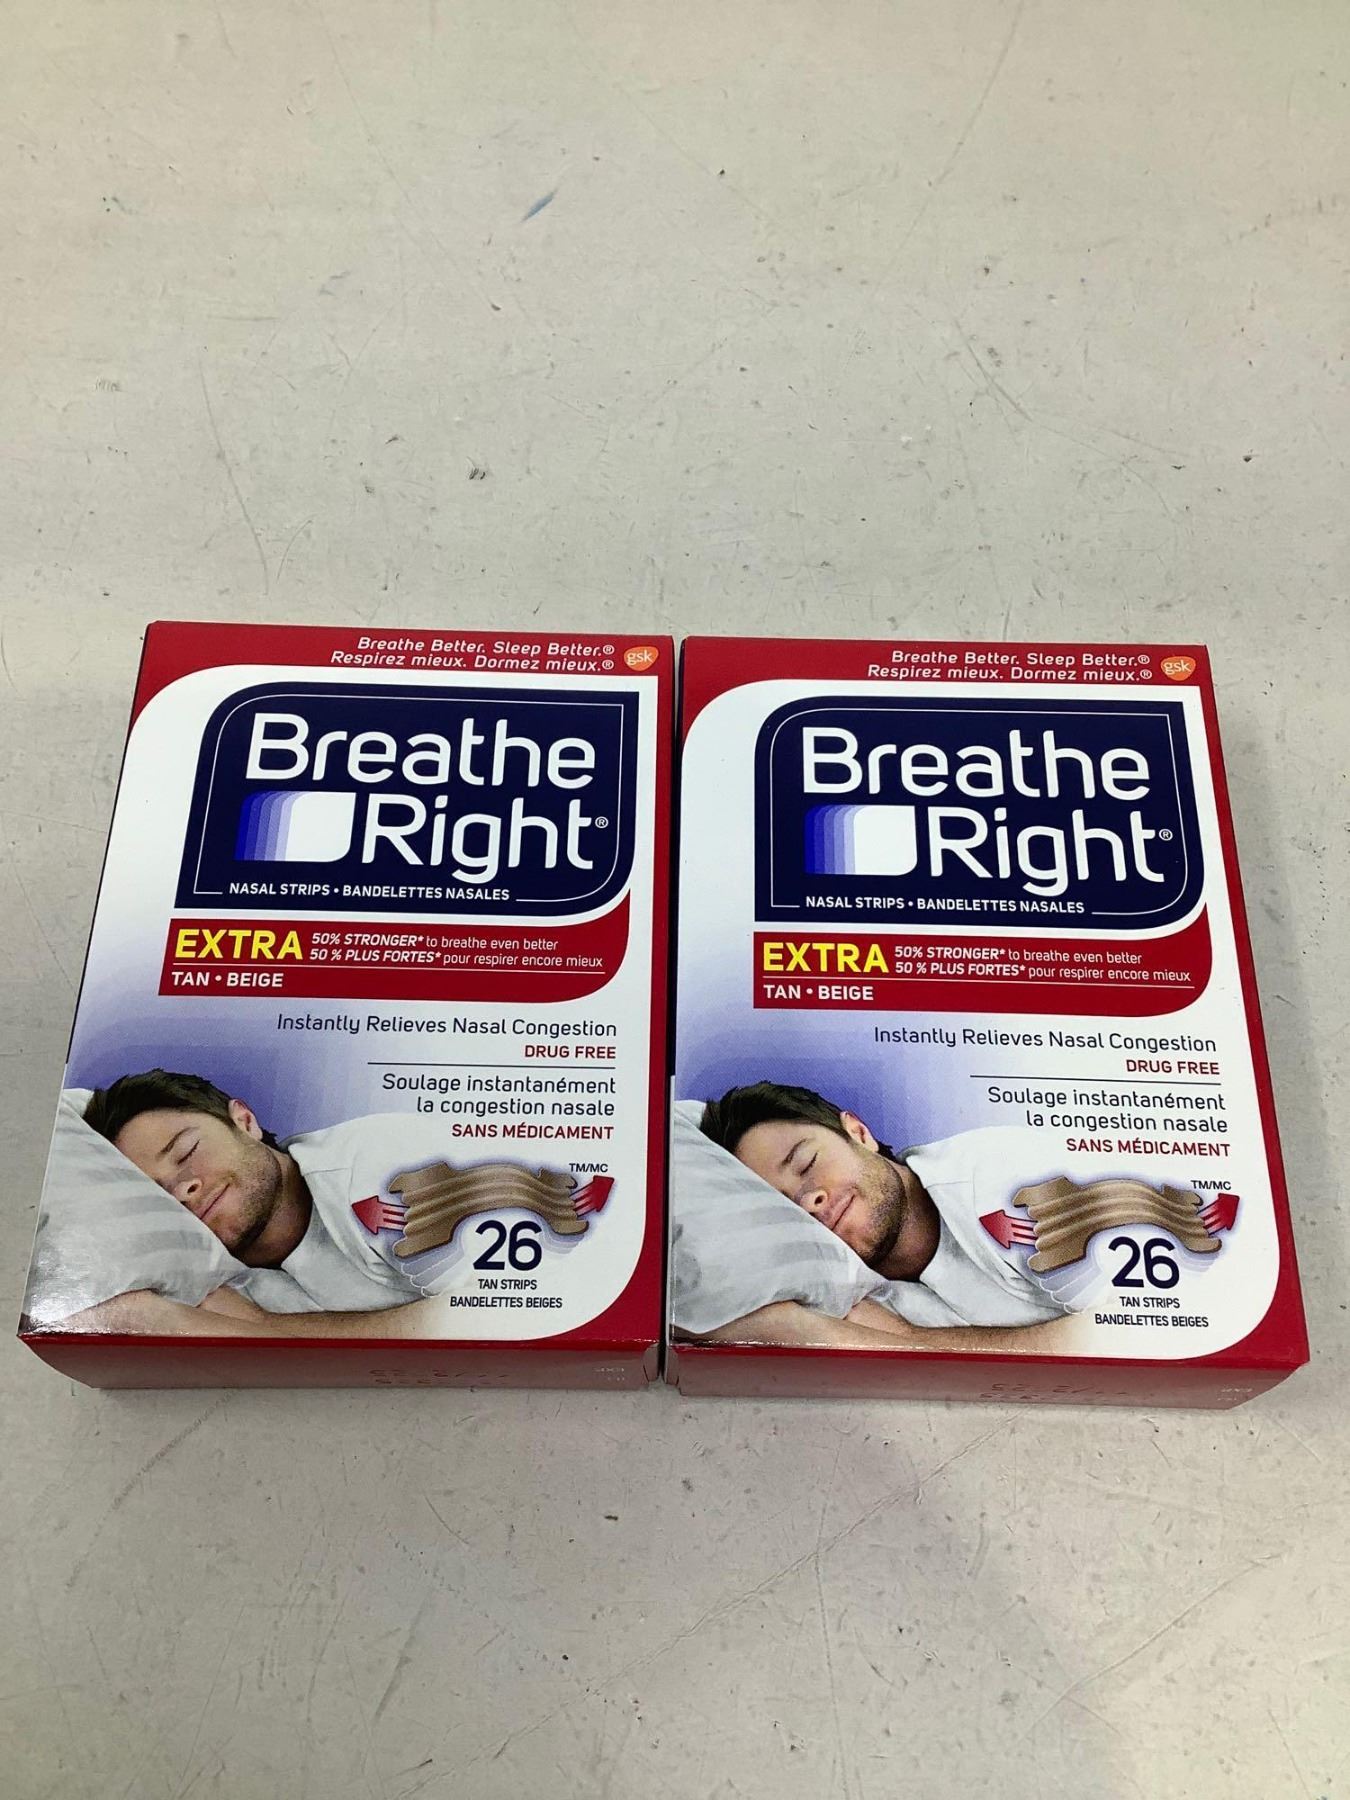 Breathe Better. Sleep Better.®
Respirez mieux. Dormez mieux.®
gsk
Breathe
Right®
NASAL STRIPS • BANDELETTES NASALES
EXTRA
50% STRONGER* to breathe even better
50 % PLUS FORTES* pour respirer encore mieux
TAN • BEIGE
Instantly Relieves Nasal Congestion
DRUG FREE
Soulage instantanément
la congestion nasale
SANS MÉDICAMENT
TM/MC
26
TAN STRIPS
BANDELETTES BEIGES
Breathe Better. Sleep Better.®
Respirez mieux. Dormez mieux.®
gsk
Breathe
Right®
NASAL STRIPS • BANDELETTES NASALES
EXTRA
50% STRONGER* to breathe even better
50 % PLUS FORTES* pour respirer encore mieux
TAN • BEIGE
Instantly Relieves Nasal Congestion
DRUG FREE
Soulage instantanément
la congestion nasale
SANS MÉDICAMENT
TM/MC
26
TAN STRIPS
BANDELETTES BEIGES